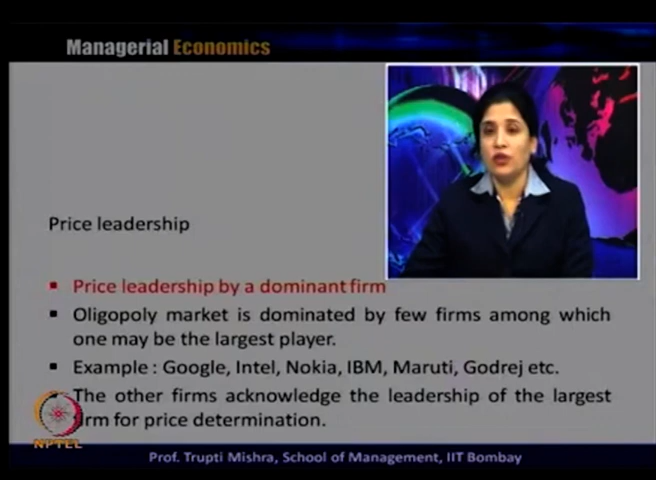 Managerial Economics
Price leadership
▪ Price leadership by a dominant firm
▪ Oligopoly market is dominated by few firms among which
one may be the largest player.
▪ Example : Google, Intel, Nokia, IBM, Maruti, Godrej etc.
The other firms acknowledge the leadership of the largest
firm for price determination.
NPTEL
Prof. Trupti Mishra, School of Management, IIT Bombay